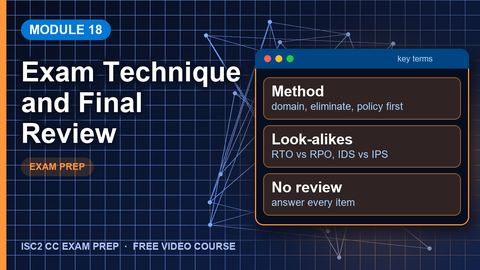 MODULE 18
Exam Technique
and Final
Review
EXAM PREP
ISC2 CC EXAM PREP · FREE VIDEO COURSE
key terms
Method
domain, eliminate, policy first
Look-alikes
RTO vs RPO, IDS vs IPS
No review
answer every item